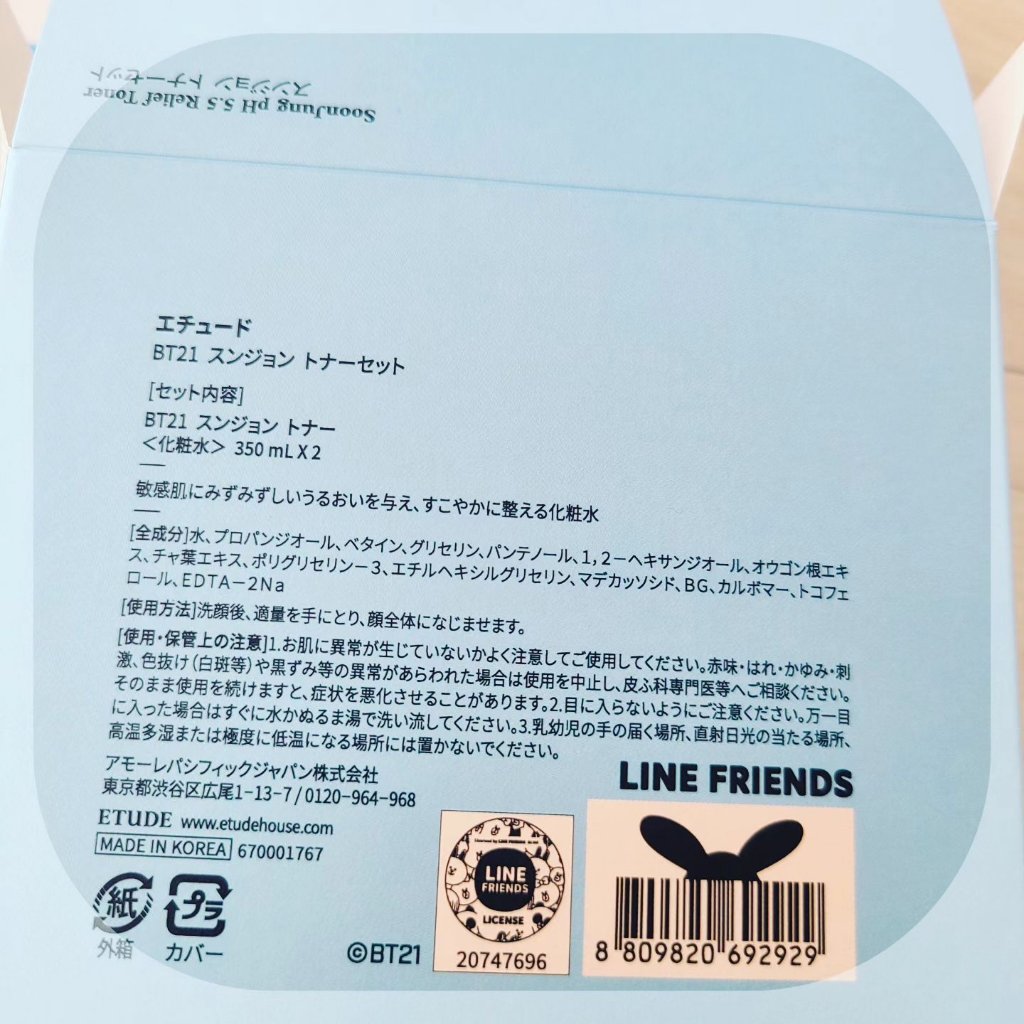 SoonJung pH 5.5 Relief Toner
スンジョン トナーセット
エチュード
BT21 スンジョン トナーセット
[セット内容]
BT21 スンジョン トナー
<化粧水> 350 mL X 2
敏感肌にみずみずしいうるおいを与え、すこやかに整える化粧水
[全成分]水、プロパンジオール、ベタイン、グリセリン、パンテノール、1,2-ヘキサンジオール、オウゴン根エキ
ス、チャ葉エキス、ポリグリセリン-3、エチルヘキシルグリセリン、マデカッソシド、BG、カルボマー、トコフェ
ロール、EDTA-2Na
[使用方法]洗顔後、適量を手にとり、顔全体になじませます。
[使用・保管上の注意]1.お肌に異常が生じていないかよく注意してご使用してください。赤味・はれ・かゆみ・刺
激、色抜け(白斑等)や黒ずみ等の異常があらわれた場合は使用を中止し、皮ふ科専門医等へご相談ください。
そのまま使用を続けますと、症状を悪化させることがあります。2.目に入らないようにご注意ください。万一目
に入った場合はすぐに水かぬるま湯で洗い流してください。3.乳幼児の手の届く場所、直射日光の当たる場所、
高温多湿または極度に低温になる場所には置かないでください。
アモーレパシフィックジャパン株式会社
東京都渋谷区広尾1-13-7 / 0120-964-968
ETUDE www.etudehouse.com
MADE IN KOREA 670001767
紙
外箱
プラ
カバー
©BT21
LINE FRIENDS
LINE
FRIENDS
LICENSE
20747696
8 809820 692929